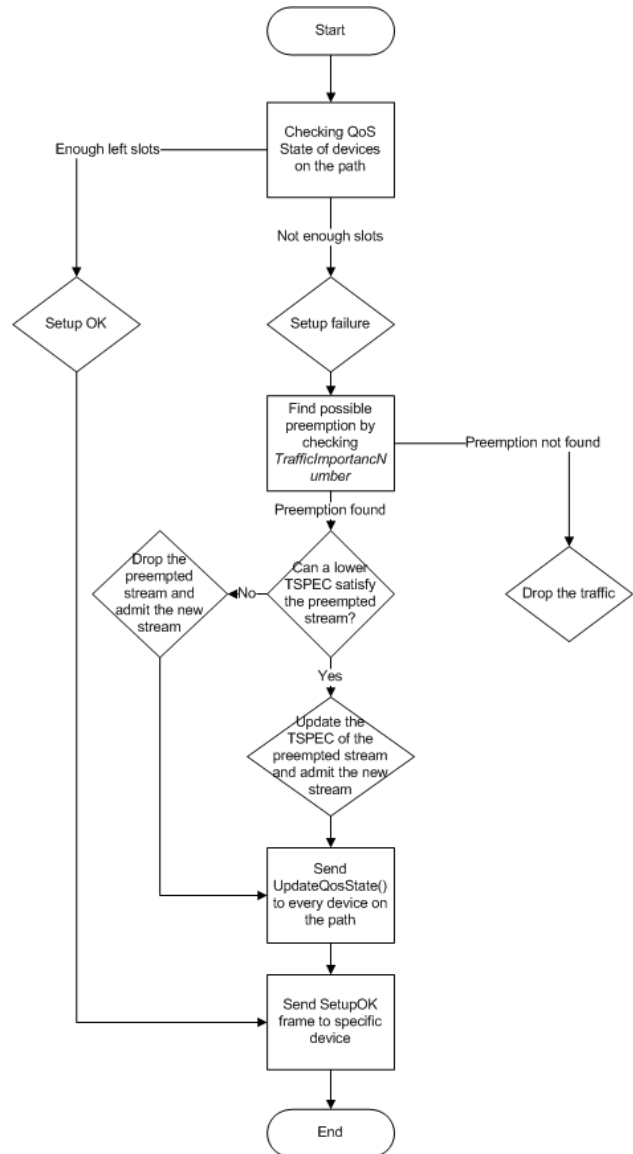 Start
Checking QoS
State of devices
on the path
Enough left slots
Not enough slots
Setup OK
Setup failure
Find possible
preemption by
checking
TrafficImportancN
umber
Preemption not found
Preemption found
Drop the
preempted
stream and
admit the new
stream
No
Can a lower
TSPEC satisfy
the preempted
stream?
Drop the traffic
Yes
Update the
TSPEC of the
preempted stream
and admit the new
stream
Send
UpdateQosState()
to every device on
the path
Send SetupOK
frame to specific
device
End